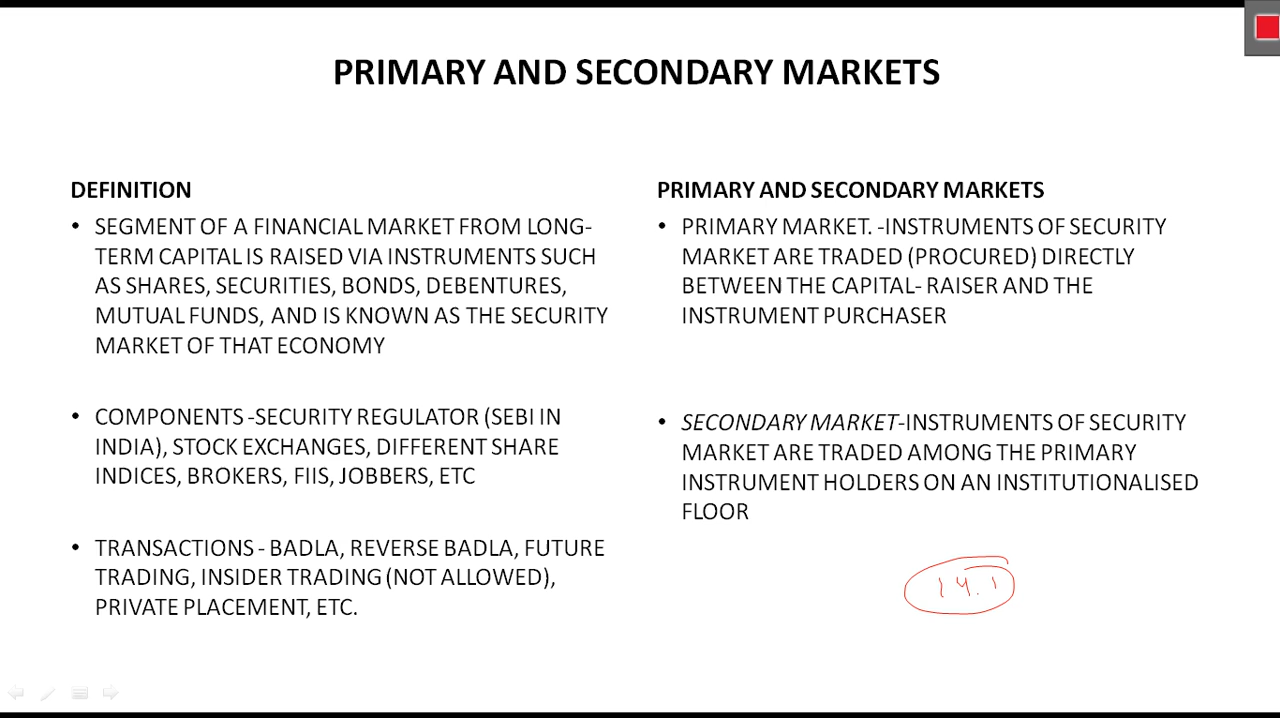 PRIMARY AND SECONDARY MARKETS
DEFINITION
• SEGMENT OF A FINANCIAL MARKET FROM LONG-
TERM CAPITAL IS RAISED VIA INSTRUMENTS SUCH
AS SHARES, SECURITIES, BONDS, DEBENTURES,
MUTUAL FUNDS, AND IS KNOWN AS THE SECURITY
MARKET OF THAT ECONOMY
• COMPONENTS -SECURITY REGULATOR (SEBI IN
INDIA), STOCK EXCHANGES, DIFFERENT SHARE
INDICES, BROKERS, FIIS, JOBBERS, ETC
• TRANSACTIONS - BADLA, REVERSE BADLA, FUTURE
TRADING, INSIDER TRADING (NOT ALLOWED),
PRIVATE PLACEMENT, ETC.
PRIMARY AND SECONDARY MARKETS
• PRIMARY MARKET. -INSTRUMENTS OF SECURITY
MARKET ARE TRADED (PROCURED) DIRECTLY
BETWEEN THE CAPITAL- RAISER AND THE
INSTRUMENT PURCHASER
• SECONDARY MARKET-INSTRUMENTS OF SECURITY
MARKET ARE TRADED AMONG THE PRIMARY
INSTRUMENT HOLDERS ON AN INSTITUTIONALISED
FLOOR
14.1